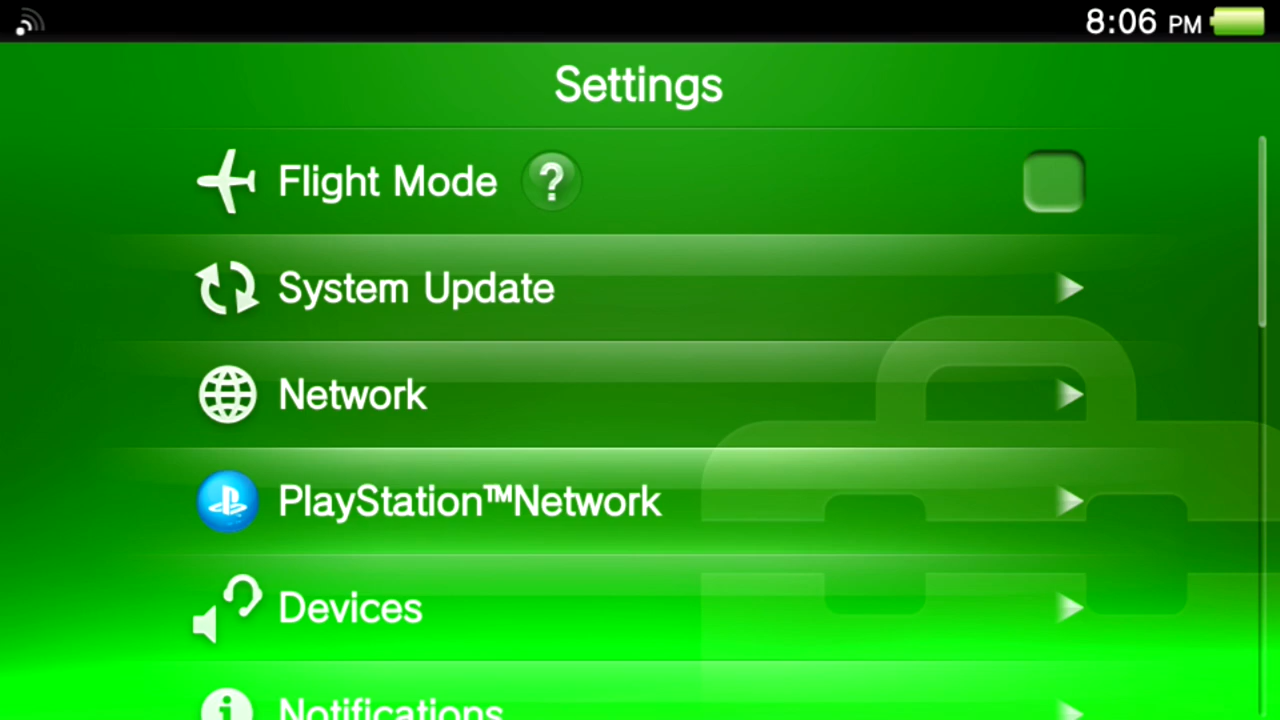 8:06 PM
Settings
Flight Mode ?
System Update
Network
PlayStation™Network
Devices
Notifications